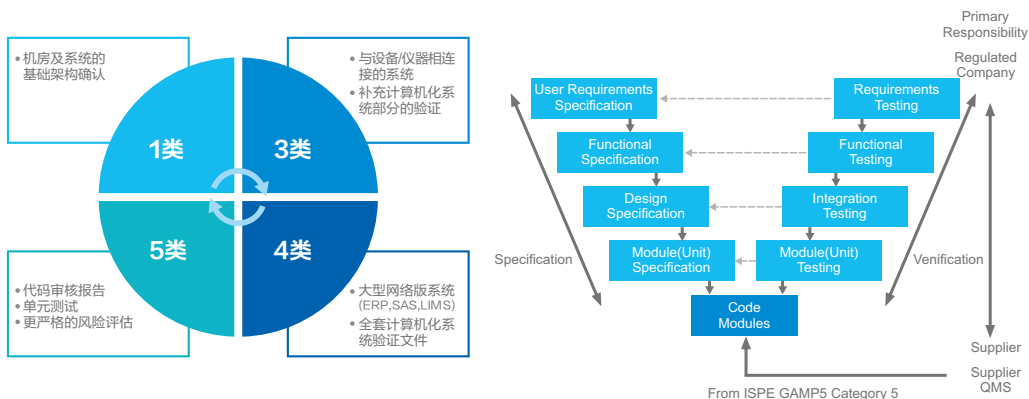 • 机房及系统的
基础架构确认
• 与设备/仪器相连
接的系统
• 补充计算机化系
统部分的验证
1类
3类
5类
4类
• 代码审核报告
• 单元测试
• 更严格的风险评估
• 大型网络版系统
(ERP,SAS,LIMS)
• 全套计算机化系
统验证文件
Primary
Responsibility
Regulated
Company
User Requirements
Specification
Requirements
Testing
Functional
Specification
Functional
Testing
Design
Specification
Integration
Testing
Specification
Module(Unit)
Specification
Module(Unit)
Testing
Venification
Code
Modules
Supplier
Supplier
QMS
From ISPE GAMP5 Category 5